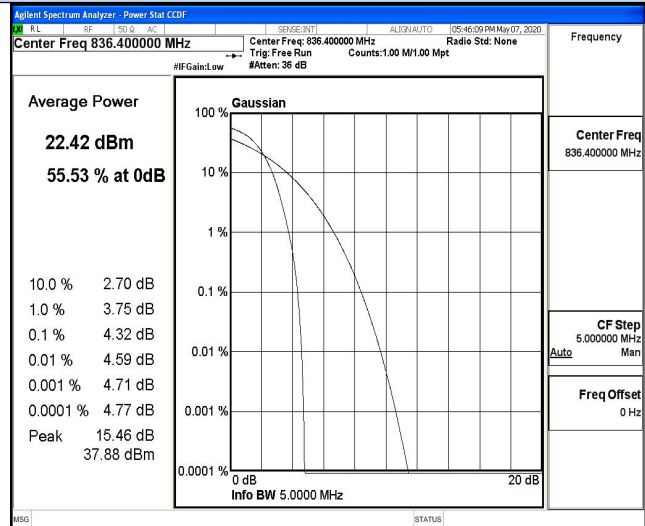 Agilent Spectrum Analyzer - Power Stat CCDF
LXI RL RF 50 Ω AC SENSE:INT ALIGN AUTO 05:46:09 PM May 07, 2020
Center Freq 836.400000 MHz
Center Freq: 836.400000 MHz Radio Std: None
Trig: Free Run Counts:1.00 M/1.00 Mpt
#IFGain:Low #Atten: 36 dB
Frequency
Average Power
22.42 dBm
55.53 % at 0dB
10.0 % 2.70 dB
1.0 % 3.75 dB
0.1 % 4.32 dB
0.01 % 4.59 dB
0.001 % 4.71 dB
0.0001 % 4.77 dB
Peak 15.46 dB
37.88 dBm
Gaussian
100 %
10 %
1 %
0.1 %
0.01 %
0.001 %
0.0001 %
0 dB 20 dB
Info BW 5.0000 MHz
Center Freq
836.400000 MHz
CF Step
5.000000 MHz
Auto Man
Freq Offset
0 Hz
MSG STATUS